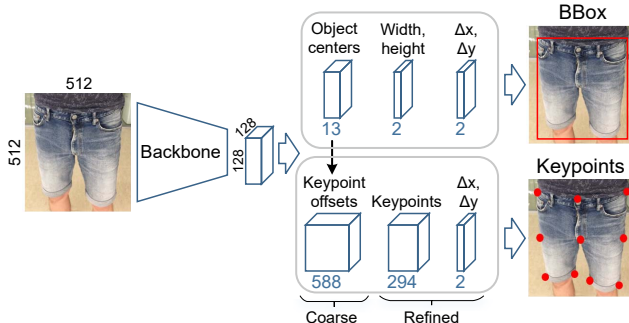 512
512
Backbone
128
128
Object
centers
Width,
height
Δx,
Δy
13
2
2
BBox
Keypoint
offsets
Keypoints
Δx,
Δy
588
294
2
Keypoints
Coarse
Refined